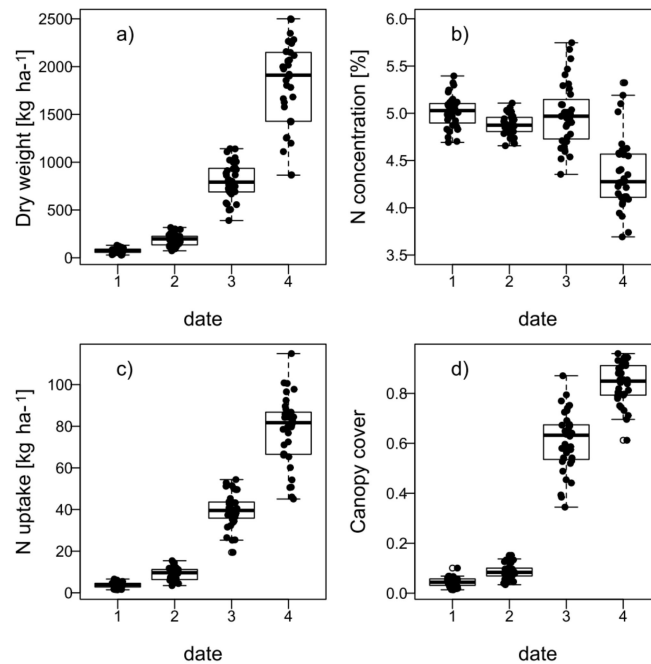 a)
Dry weight [kg ha-1]
2500
2000
1500
1000
500
0
1 2 3 4
date
b)
N concentration [%]
6.0
5.5
5.0
4.5
4.0
3.5
1 2 3 4
date
c)
N uptake [kg ha-1]
100
80
60
40
20
0
1 2 3 4
date
d)
Canopy cover
0.8
0.6
0.4
0.2
0.0
1 2 3 4
date